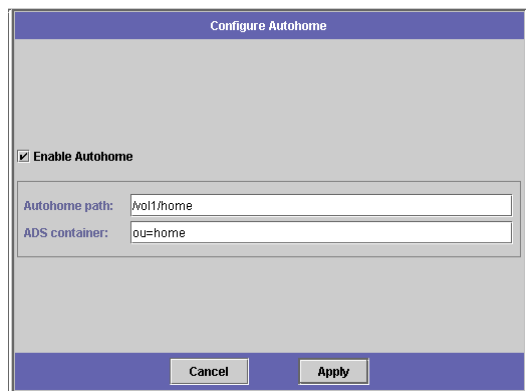 Configure Autohome
Enable Autohome
Autohome path: /vol1/home
ADS container: ou=home
Cancel Apply